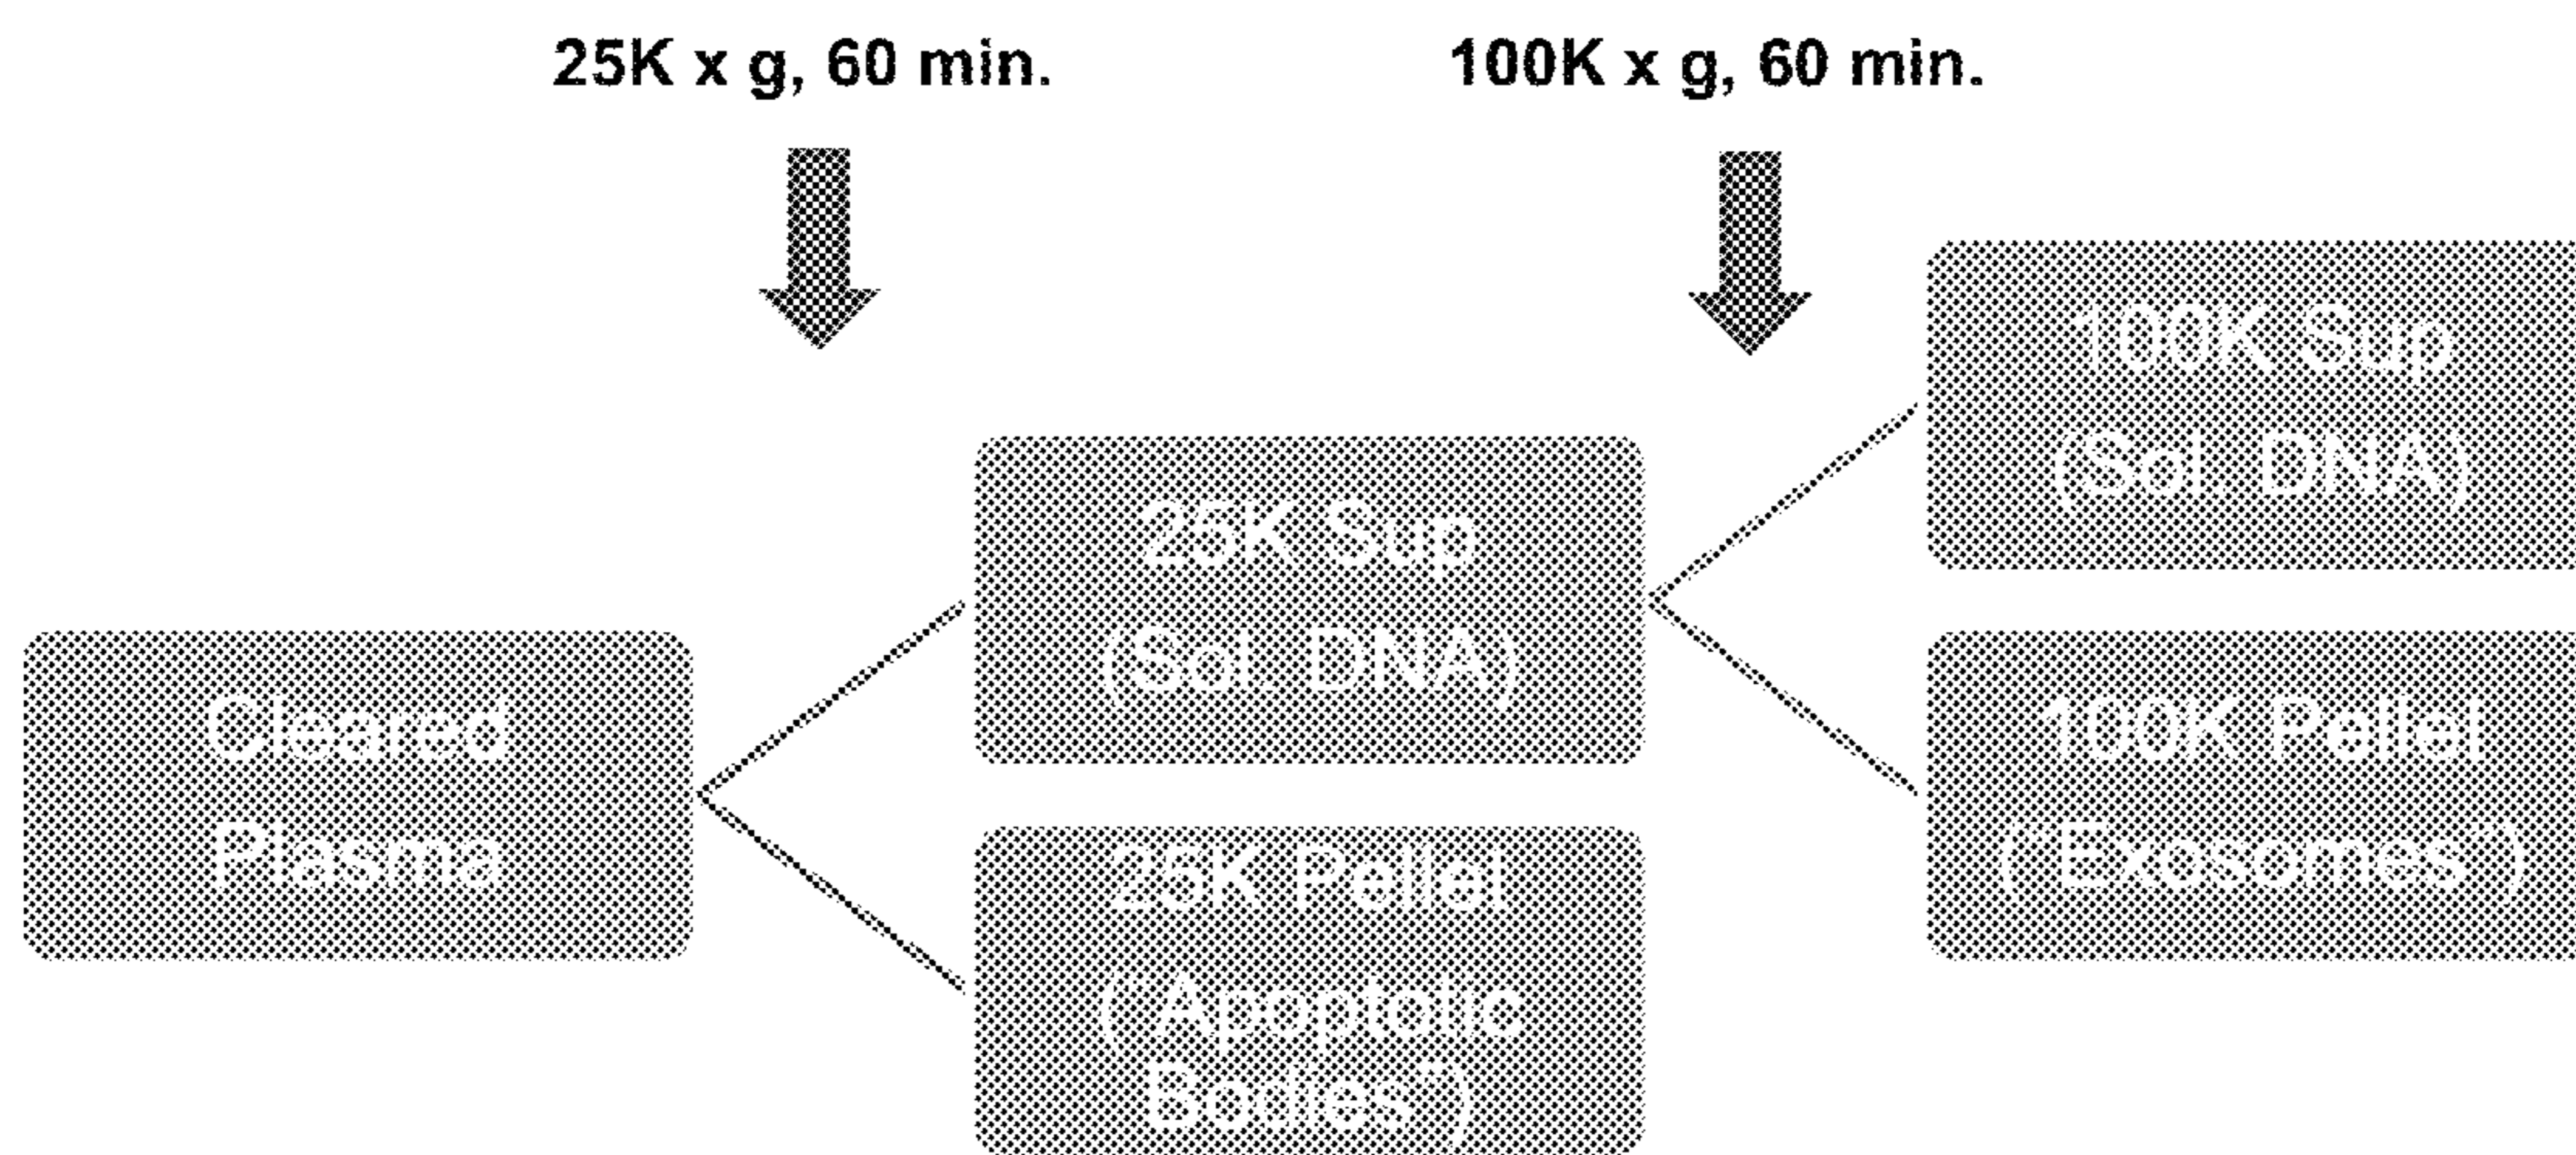 25K x g, 60 min.
100K x g, 60 min.
Cleared
Plasma
25K Sup
(Sol. DNA)
25K Pellet
("Apoptotic
Bodies")
100K Sup
(Sol. DNA)
100K Pellet
("Exosomes")